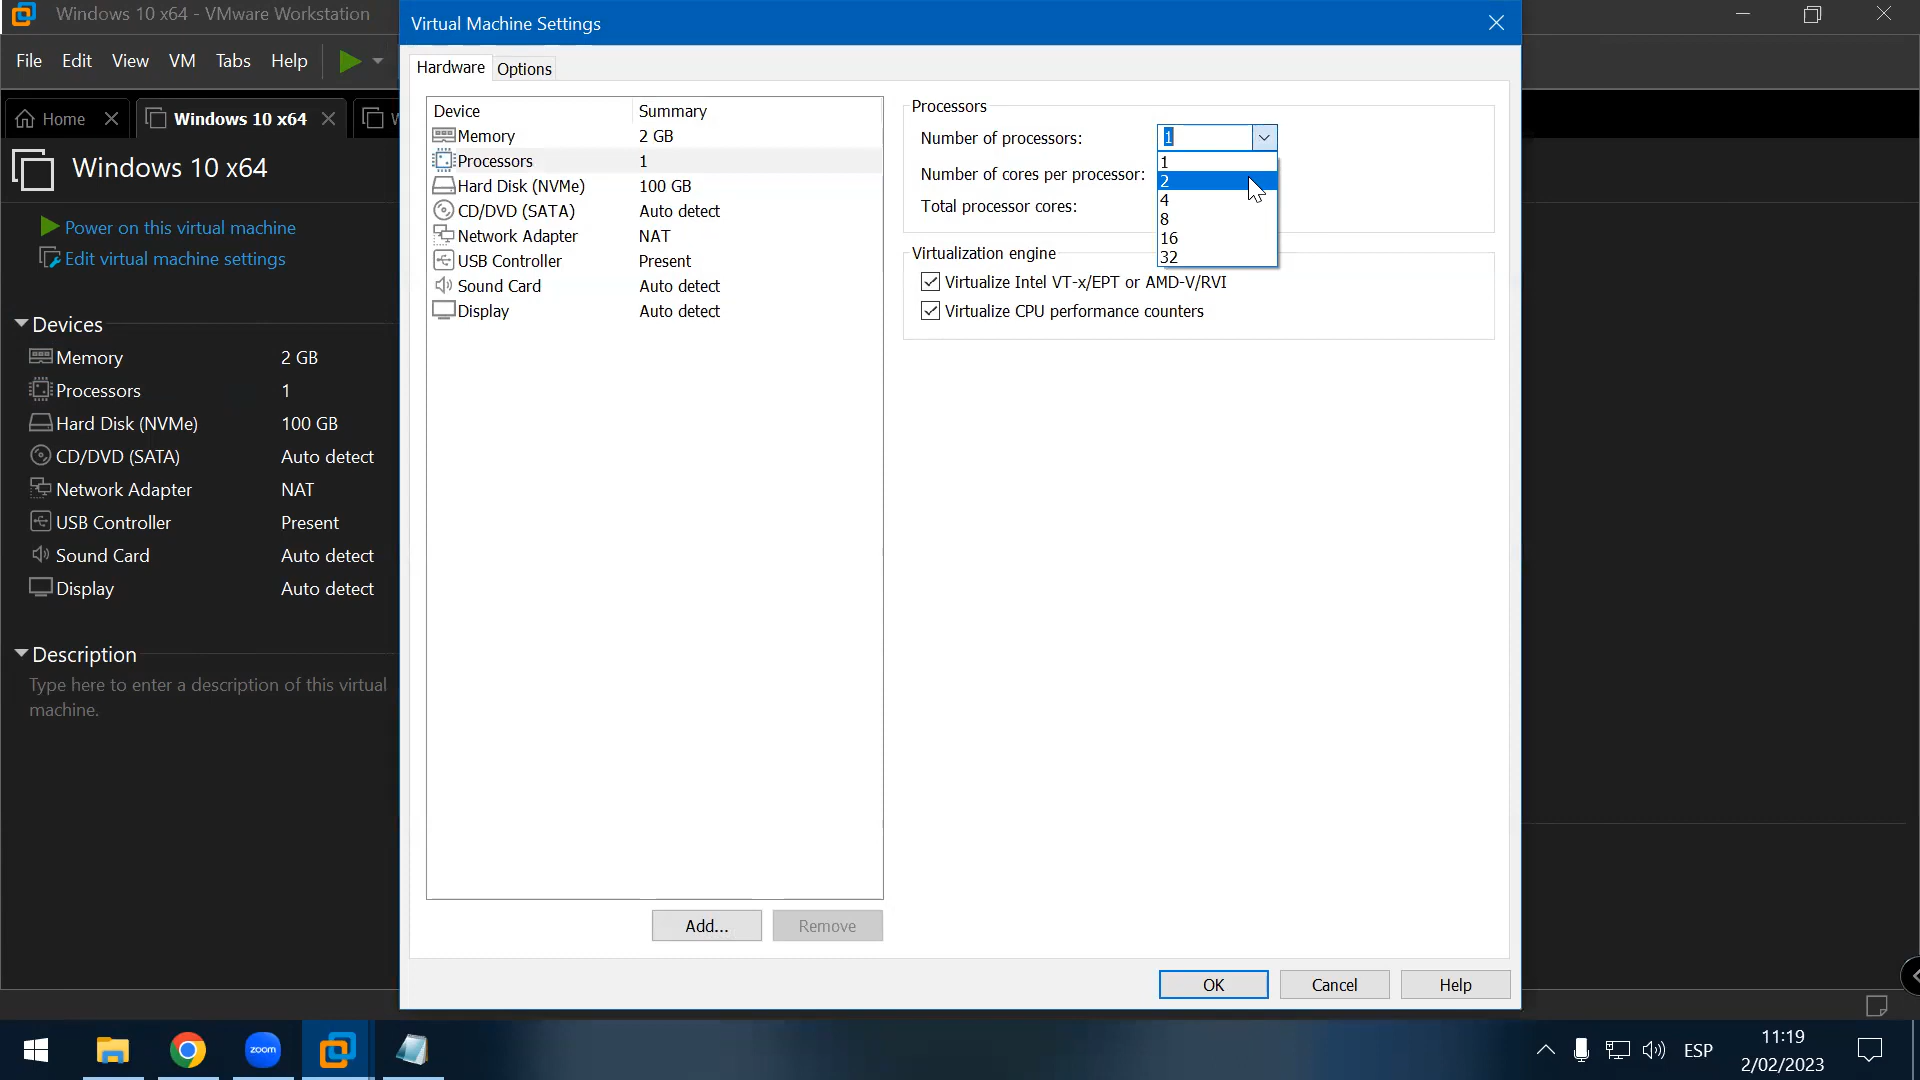 Windows 10 x64 - VMware Workstation
File Edit View VM Tabs Help
Home
Windows 10 x64
Windows 10 x64
Power on this virtual machine
Edit virtual machine settings
Devices
Memory 2 GB
Processors 1
Hard Disk (NVMe) 100 GB
CD/DVD (SATA) Auto detect
Network Adapter NAT
USB Controller Present
Sound Card Auto detect
Display Auto detect
Description
Type here to enter a description of this virtual
machine.
Virtual Machine Settings
Hardware Options
Device Summary
Memory 2 GB
Processors 1
Hard Disk (NVMe) 100 GB
CD/DVD (SATA) Auto detect
Network Adapter NAT
USB Controller Present
Sound Card Auto detect
Display Auto detect
Add... Remove
Processors
Number of processors: 1
Number of cores per processor:
Total processor cores:
1
2
4
8
16
32
Virtualization engine
Virtualize Intel VT-x/EPT or AMD-V/RVI
Virtualize CPU performance counters
OK Cancel Help
zoom
ESP
11:19
2/02/2023